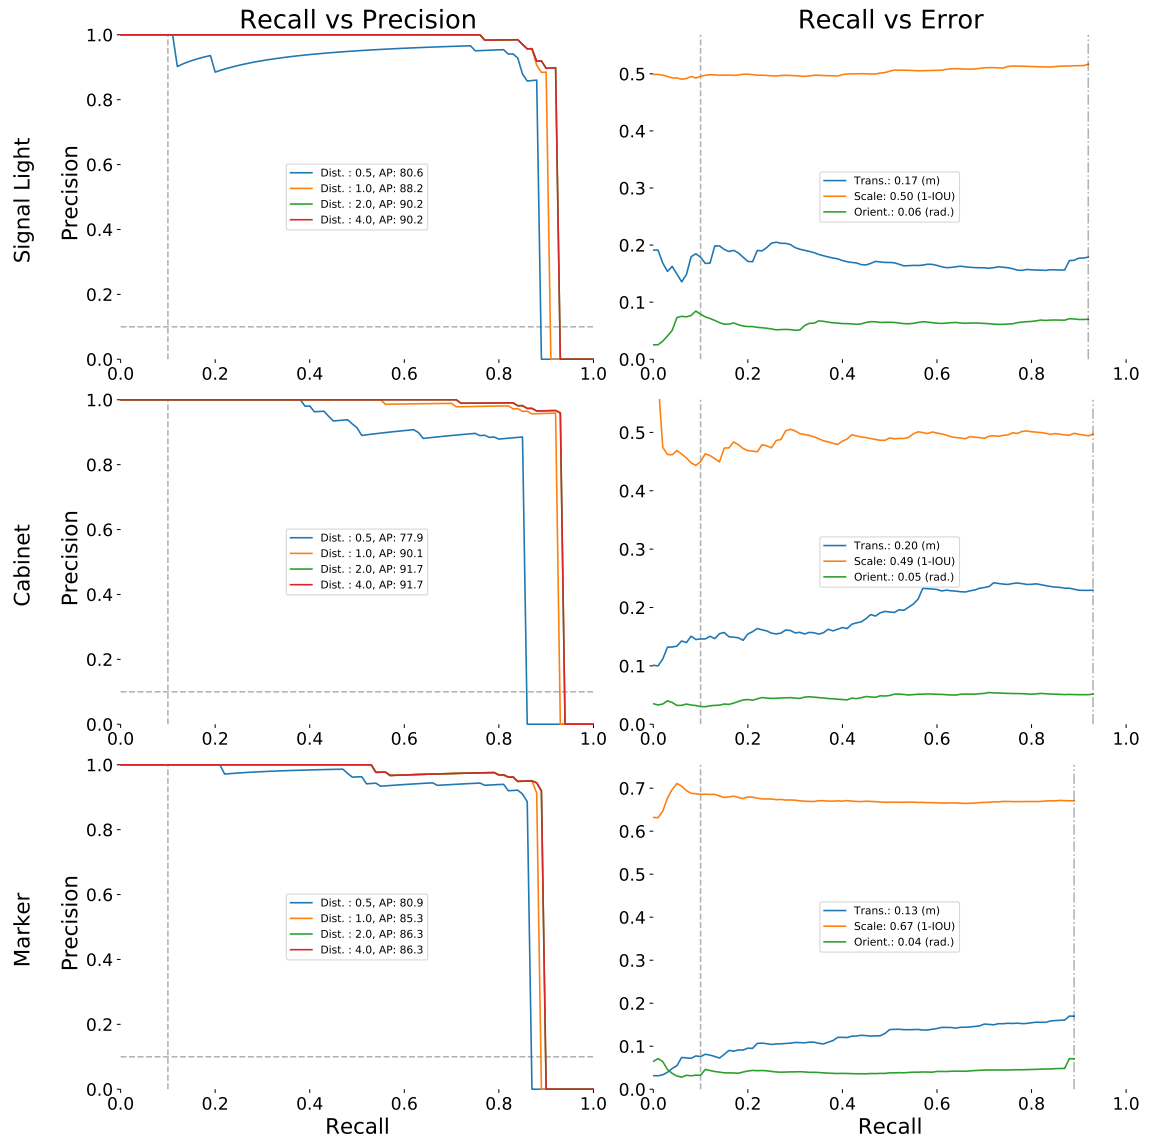 Recall vs Precision
Recall vs Error
Signal Light
Precision
1.0
0.8
0.6
0.4
0.2
0.0
0.0 0.2 0.4 0.6 0.8 1.0
Dist. : 0.5, AP: 80.6
Dist. : 1.0, AP: 88.2
Dist. : 2.0, AP: 90.2
Dist. : 4.0, AP: 90.2
0.5
0.4
0.3
0.2
0.1
0.0
0.0 0.2 0.4 0.6 0.8 1.0
Trans.: 0.17 (m)
Scale: 0.50 (1-IOU)
Orient.: 0.06 (rad.)
Cabinet
Precision
1.0
0.8
0.6
0.4
0.2
0.0
0.0 0.2 0.4 0.6 0.8 1.0
Dist. : 0.5, AP: 77.9
Dist. : 1.0, AP: 90.1
Dist. : 2.0, AP: 91.7
Dist. : 4.0, AP: 91.7
0.5
0.4
0.3
0.2
0.1
0.0
0.0 0.2 0.4 0.6 0.8 1.0
Trans.: 0.20 (m)
Scale: 0.49 (1-IOU)
Orient.: 0.05 (rad.)
Marker
Precision
1.0
0.8
0.6
0.4
0.2
0.0
0.0 0.2 0.4 0.6 0.8 1.0
Recall
Dist. : 0.5, AP: 80.9
Dist. : 1.0, AP: 85.3
Dist. : 2.0, AP: 86.3
Dist. : 4.0, AP: 86.3
0.7
0.6
0.5
0.4
0.3
0.2
0.1
0.0
0.0 0.2 0.4 0.6 0.8 1.0
Recall
Trans.: 0.13 (m)
Scale: 0.67 (1-IOU)
Orient.: 0.04 (rad.)